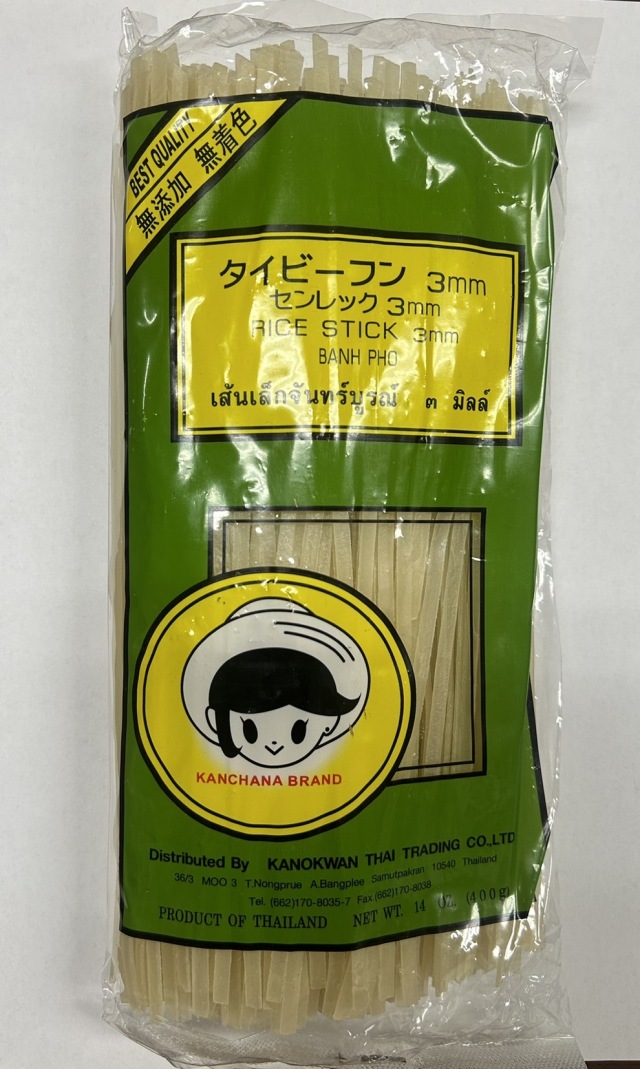 BEST QUALITY
無添加 無着色
タイビーフン 3mm
センレック 3mm
RICE STICK 3mm
BANH PHO
เส้นเล็กจันทร์บูรณ์ ๓ มิลล์
KANCHANA BRAND
Distributed By KANOKWAN THAI TRADING CO.,LTD
36/3 MOO 3 T.Nongprue A.Bangplee Samutpakran 10540 Thailand
Tel. (662)170-8035-7 Fax.(662)170-8038
PRODUCT OF THAILAND NET WT. 14 OZ. (400g)